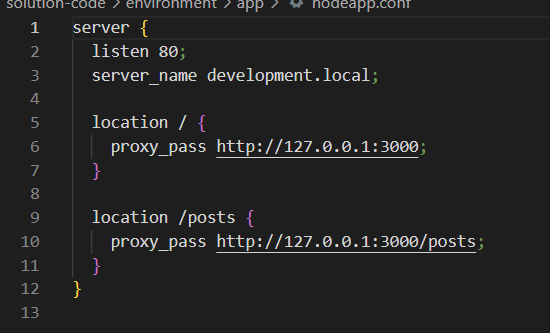 solution-code > environment > app > nodeapp.conf
1 server {
2 listen 80;
3 server_name development.local;
4
5 location / {
6 proxy_pass http://127.0.0.1:3000;
7 }
8
9 location /posts {
10 proxy_pass http://127.0.0.1:3000/posts;
11 }
12 }
13